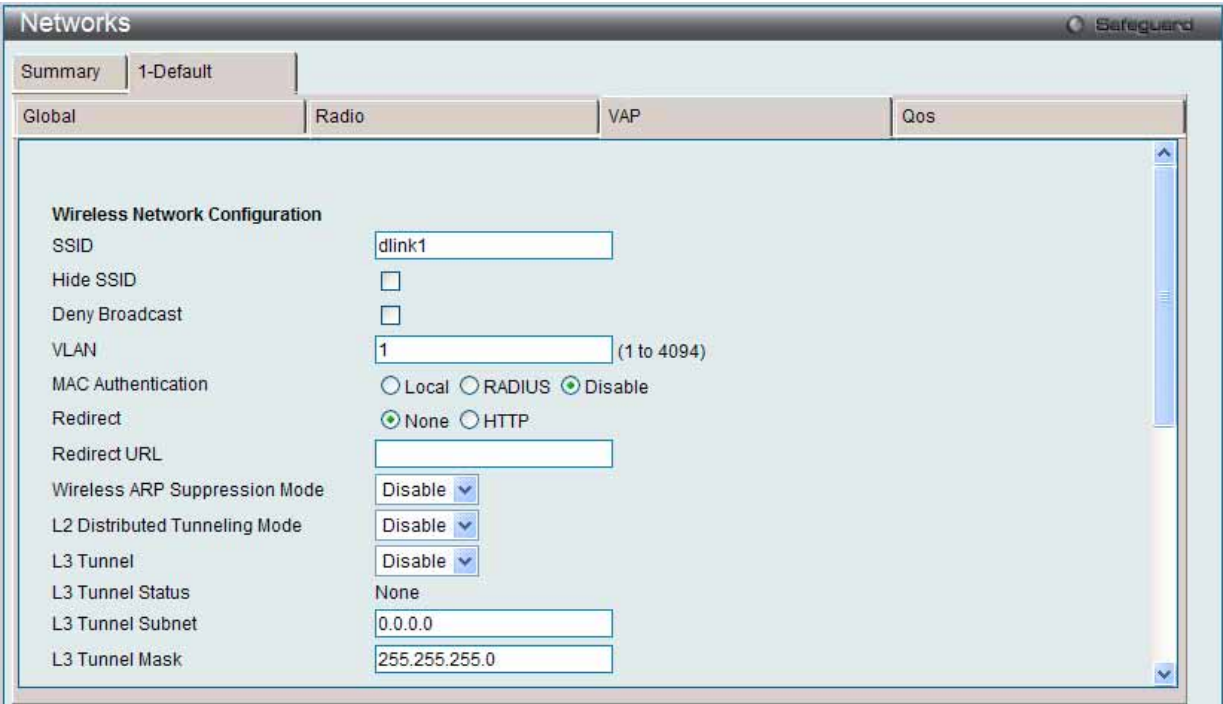 Networks Safeguard
Summary 1-Default
Global Radio VAP Qos
Wireless Network Configuration
SSID dlink1
Hide SSID
Deny Broadcast
VLAN 1 (1 to 4094)
MAC Authentication Local RADIUS Disable
Redirect None HTTP
Redirect URL
Wireless ARP Suppression Mode Disable
L2 Distributed Tunneling Mode Disable
L3 Tunnel Disable
L3 Tunnel Status None
L3 Tunnel Subnet 0.0.0.0
L3 Tunnel Mask 255.255.255.0